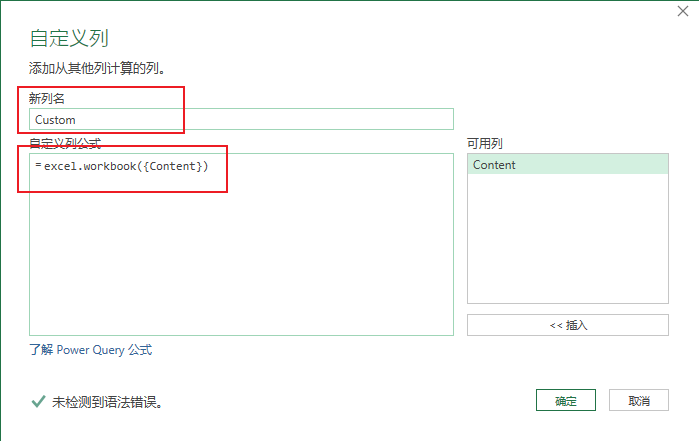 自定义列
添加从其他列计算的列。
新列名
Custom
自定义列公式
=excel.workbook({Content})
可用列
Content
<< 插入
了解 Power Query 公式
未检测到语法错误。
确定
取消